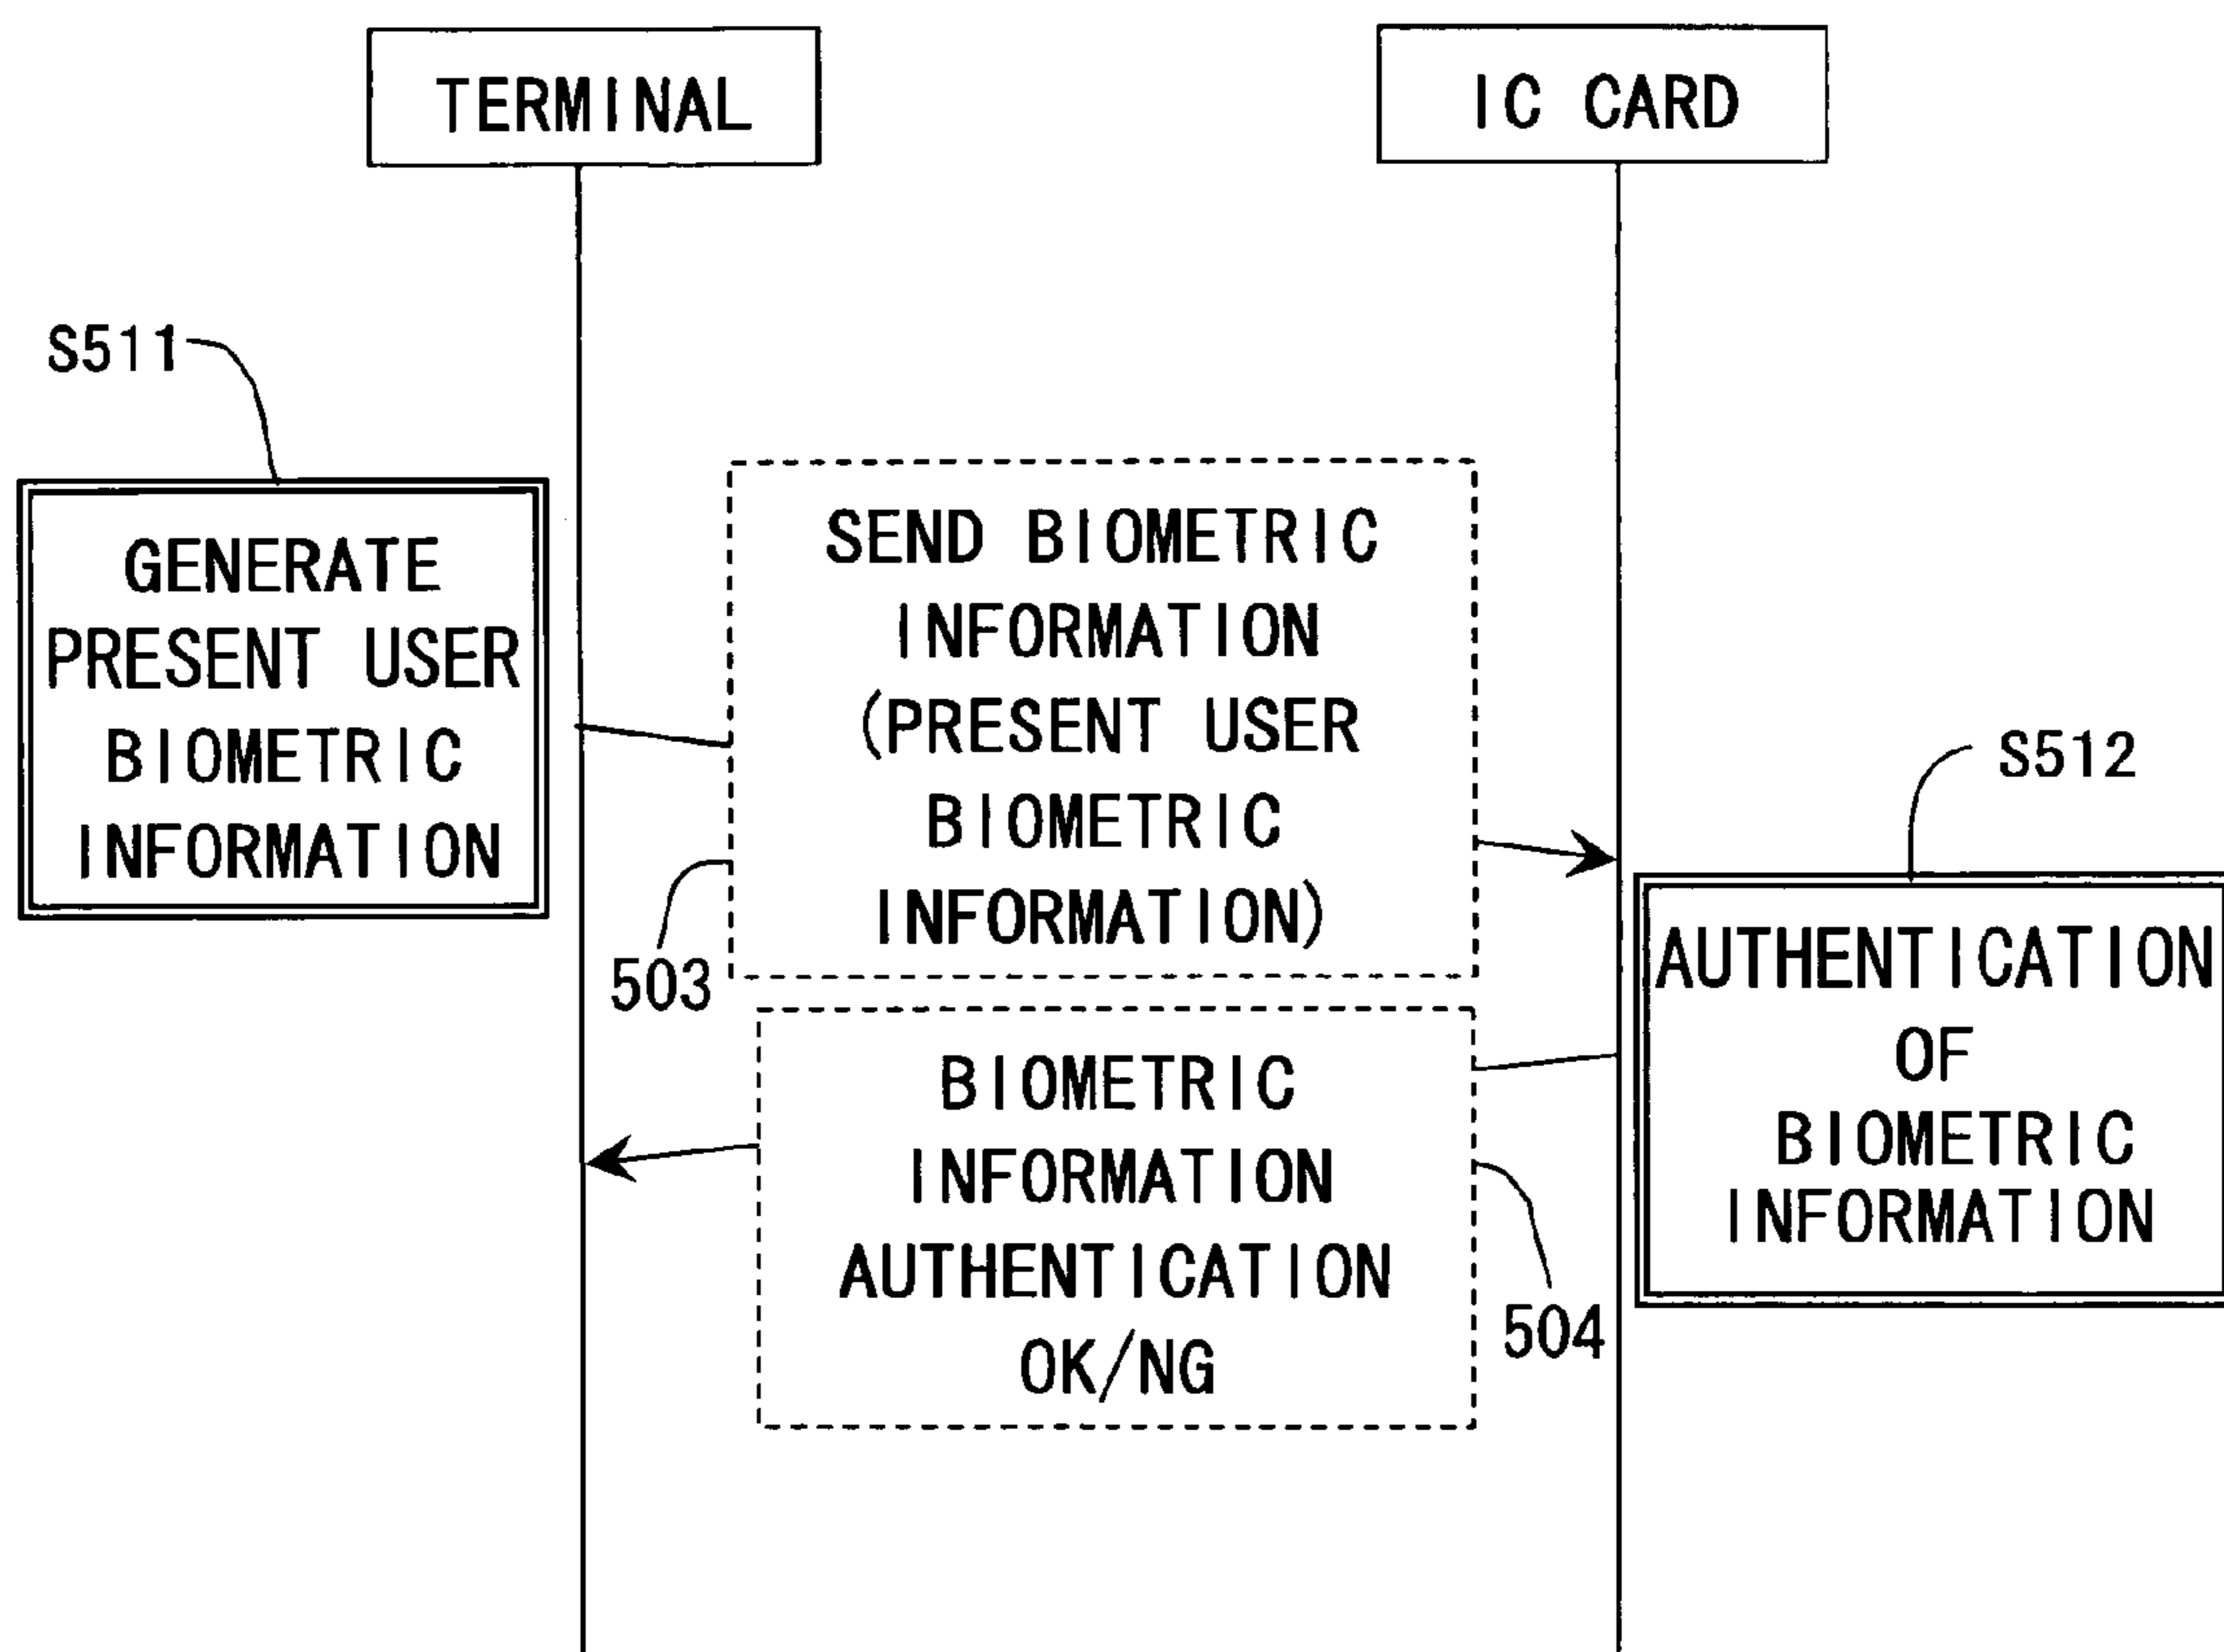 TERMINAL
IC CARD
S511
GENERATE
PRESENT USER
BIOMETRIC
INFORMATION
SEND BIOMETRIC
INFORMATION
(PRESENT USER
BIOMETRIC
INFORMATION)
503
S512
AUTHENTICATION
OF
BIOMETRIC
INFORMATION
BIOMETRIC
INFORMATION
AUTHENTICATION
OK/NG
504